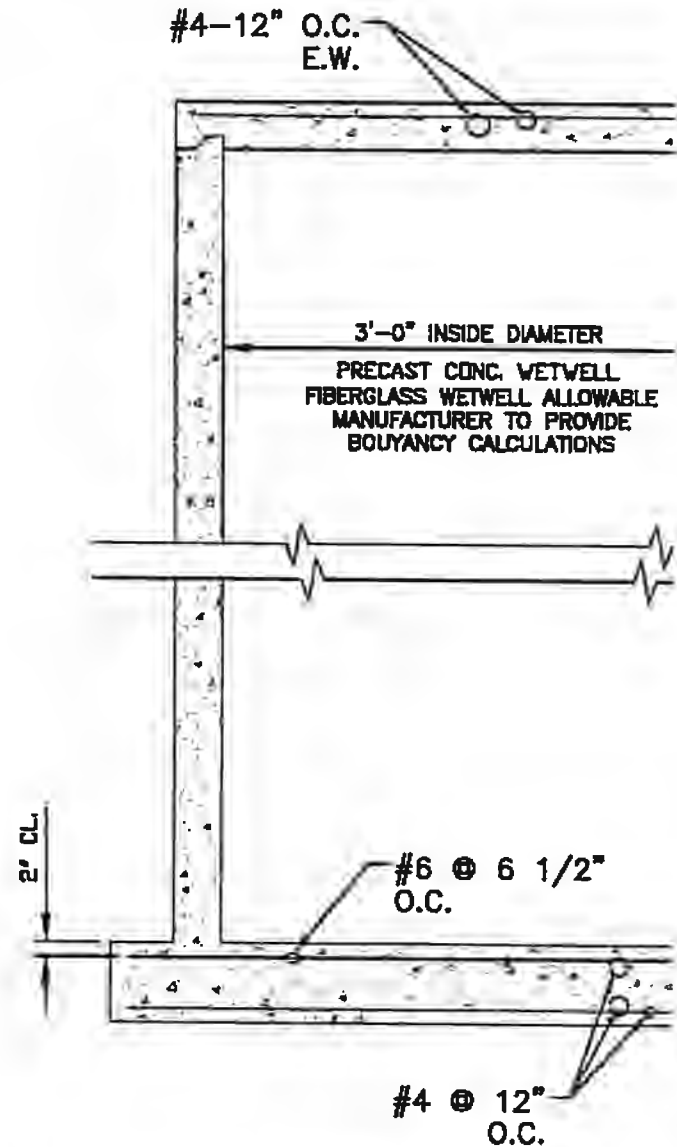 #4-12" O.C.
E.W.
3'-0" INSIDE DIAMETER
PRECAST CONC. WETWELL
FIBERGLASS WETWELL ALLOWABLE
MANUFACTURER TO PROVIDE
BOUYANCY CALCULATIONS
2" CL.
#6 @ 6 1/2"
O.C.
#4 @ 12"
O.C.